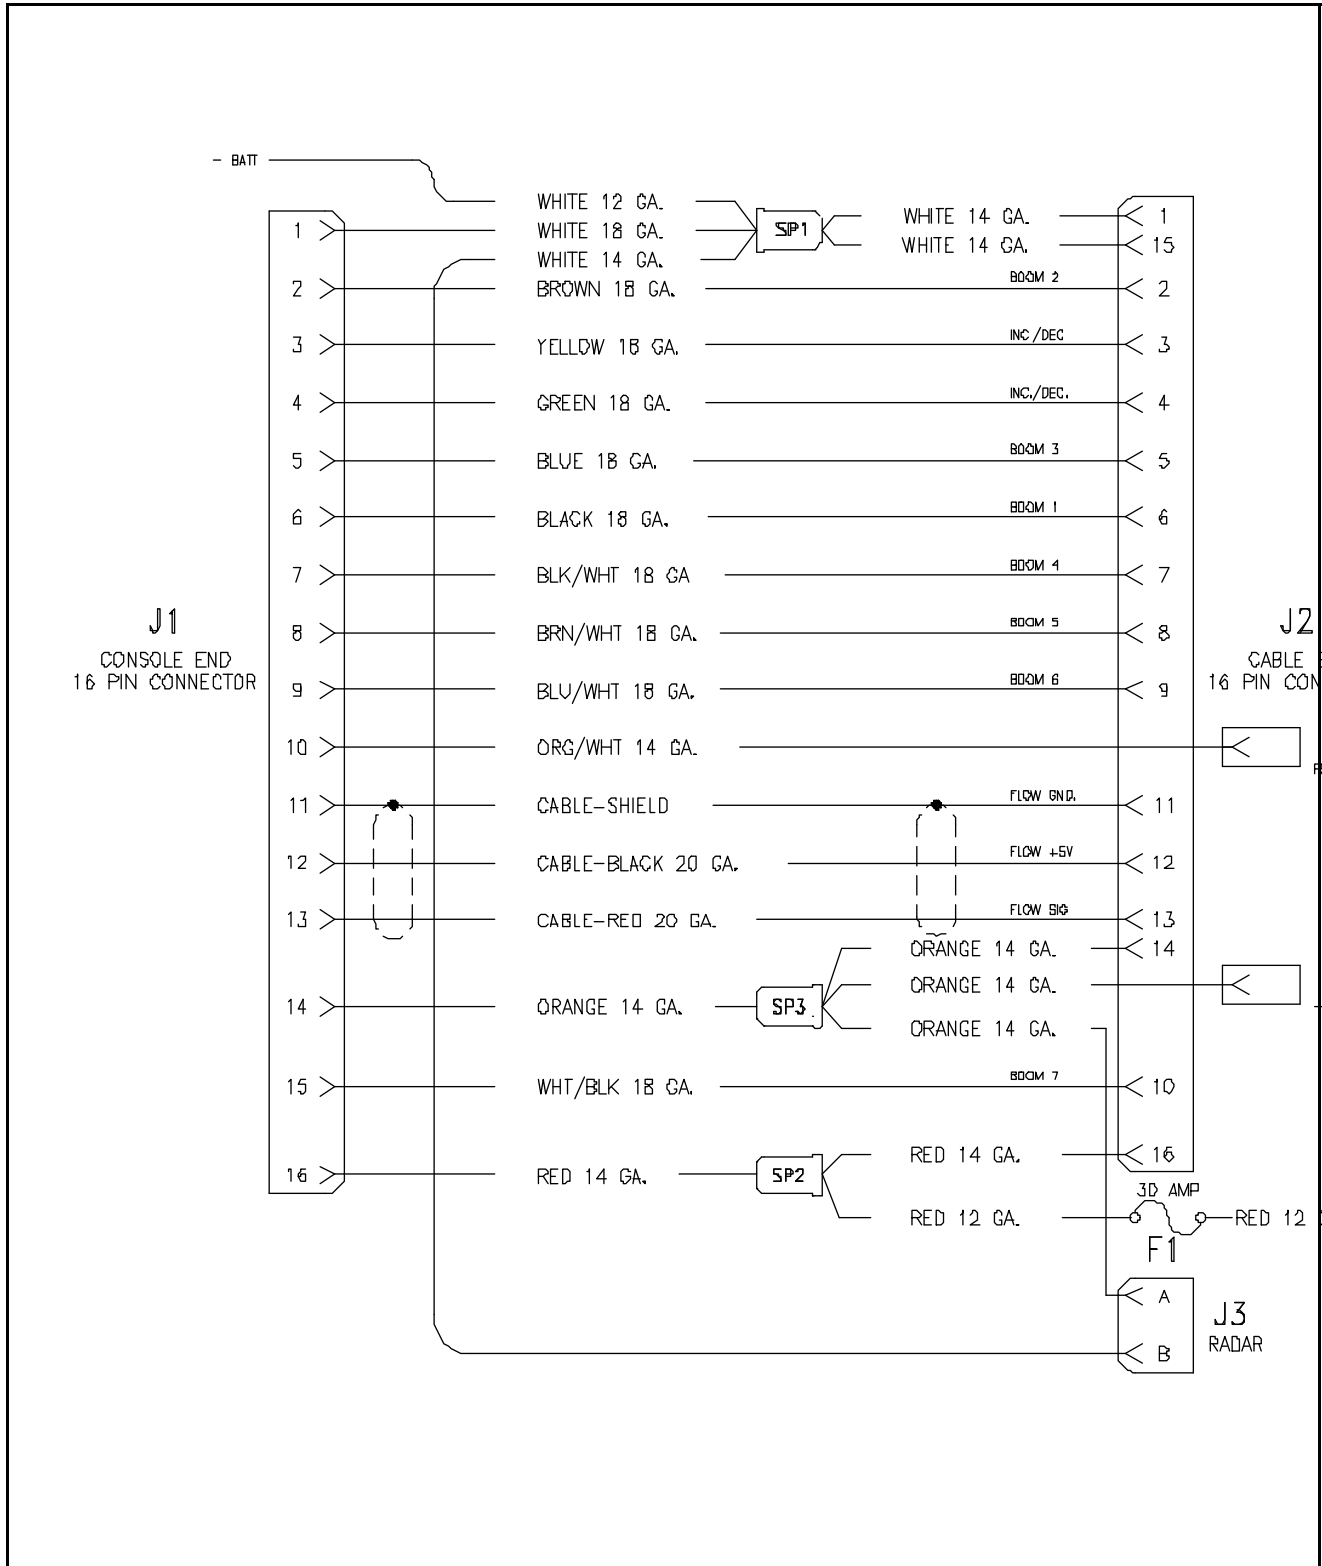 - BATT
WHITE 12 GA.
1 WHITE 18 GA. SP1 WHITE 14 GA. 1
WHITE 14 GA. WHITE 14 GA. 15
2 BROWN 18 GA. BOOM 2 2
3 YELLOW 18 GA. INC/DEC 3
4 GREEN 18 GA. INC./DEC. 4
5 BLUE 18 GA. BOOM 3 5
6 BLACK 18 GA. BOOM 1 6
7 BLK/WHT 18 GA BOOM 4 7
J1
CONSOLE END
16 PIN CONNECTOR
8 BRN/WHT 18 GA. BOOM 5 8
J2
CABLE
16 PIN CON
9 BLU/WHT 18 GA. BOOM 6 9
10 ORG/WHT 14 GA.
11 CABLE-SHIELD FLOW GND. 11
12 CABLE-BLACK 20 GA. FLOW +5V 12
13 CABLE-RED 20 GA. FLOW SIG 13
ORANGE 14 GA. 14
ORANGE 14 GA.
14 ORANGE 14 GA. SP3
ORANGE 14 GA.
15 WHT/BLK 18 GA. BOOM 7 10
RED 14 GA. 16
16 RED 14 GA. SP2
30 AMP
RED 12 GA. RED 12
F1
A
J3
RADAR
B